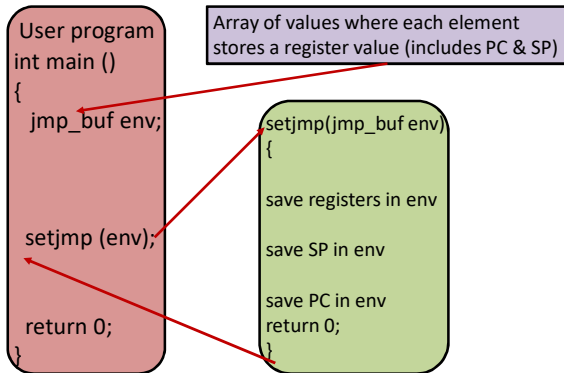 User program
int main ()
{
jmp_buf env;
setjmp (env);
return 0;
}
Array of values where each element
stores a register value (includes PC & SP)
setjmp(jmp_buf env)
{
save registers in env
save SP in env
save PC in env
return 0;
}